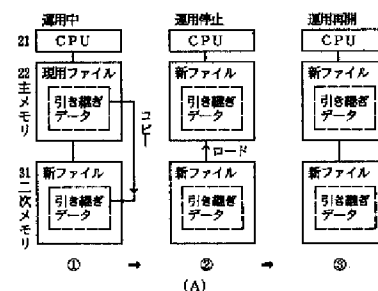 運用中 運用停止 運用再開
21 CPU CPU CPU
22 主メモリ 現用ファイル 新ファイル 新ファイル
引き継ぎデータ 引き継ぎデータ 引き継ぎデータ
コピー
ロード
31 二次メモリ 新ファイル 新ファイル 新ファイル
引き継ぎデータ 引き継ぎデータ 引き継ぎデータ
① → ② → ③
(A)